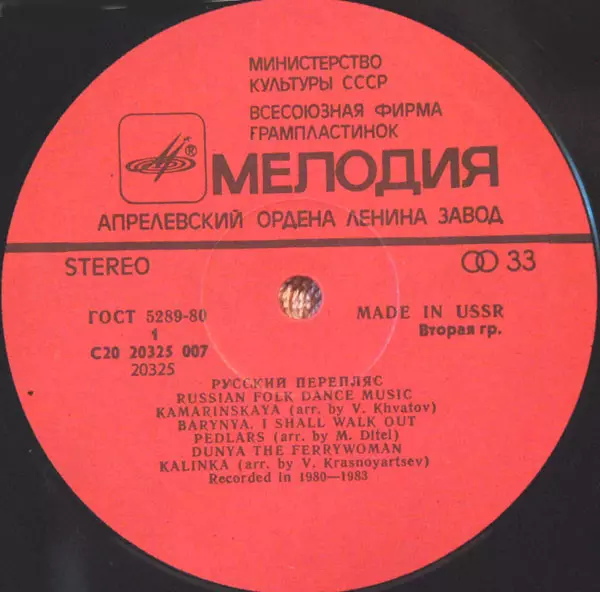 МИНИСТЕРСТВО
КУЛЬТУРЫ СССР
ВСЕСОЮЗНАЯ ФИРМА
ГРАМПЛАСТИНОК
®
МЕЛОДИЯ
АПРЕЛЕВСКИЙ ОРДЕНА ЛЕНИНА ЗАВОД
STEREO
33
ГОСТ 5289-80
MADE IN USSR
1
Вторая гр.
С20 20325 007
20325
РУССКИЙ ПЕРЕПЛЯС
RUSSIAN FOLK DANCE MUSIC
KAMARINSKAYA (arr. by V. Khvatov)
BARYNYA. I SHALL WALK OUT
PEDLARS (arr. by M. Ditel)
DUNYA THE FERRYWOMAN
KALINKA (arr. by V. Krasnoyartsev)
Recorded in 1980—1983